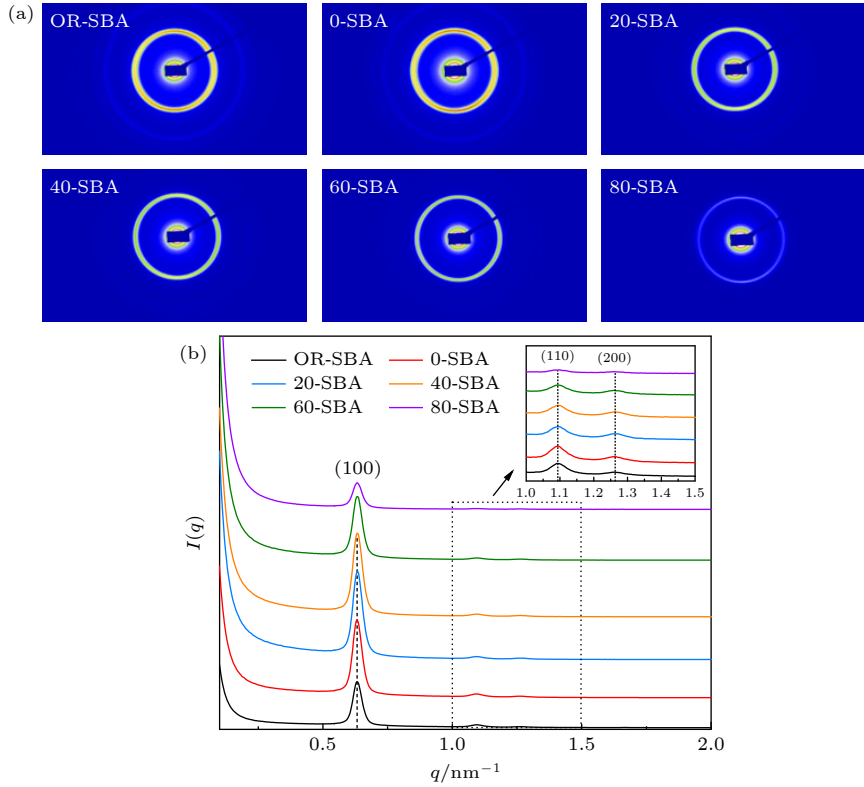 (a)
OR-SBA 0-SBA 20-SBA
40-SBA 60-SBA 80-SBA
(b)
OR-SBA 0-SBA
20-SBA 40-SBA
60-SBA 80-SBA
(110) (200)
1.0 1.1 1.2 1.3 1.4 1.5
(100)
I(q)
0.5 1.0 1.5 2.0
q/nm⁻¹